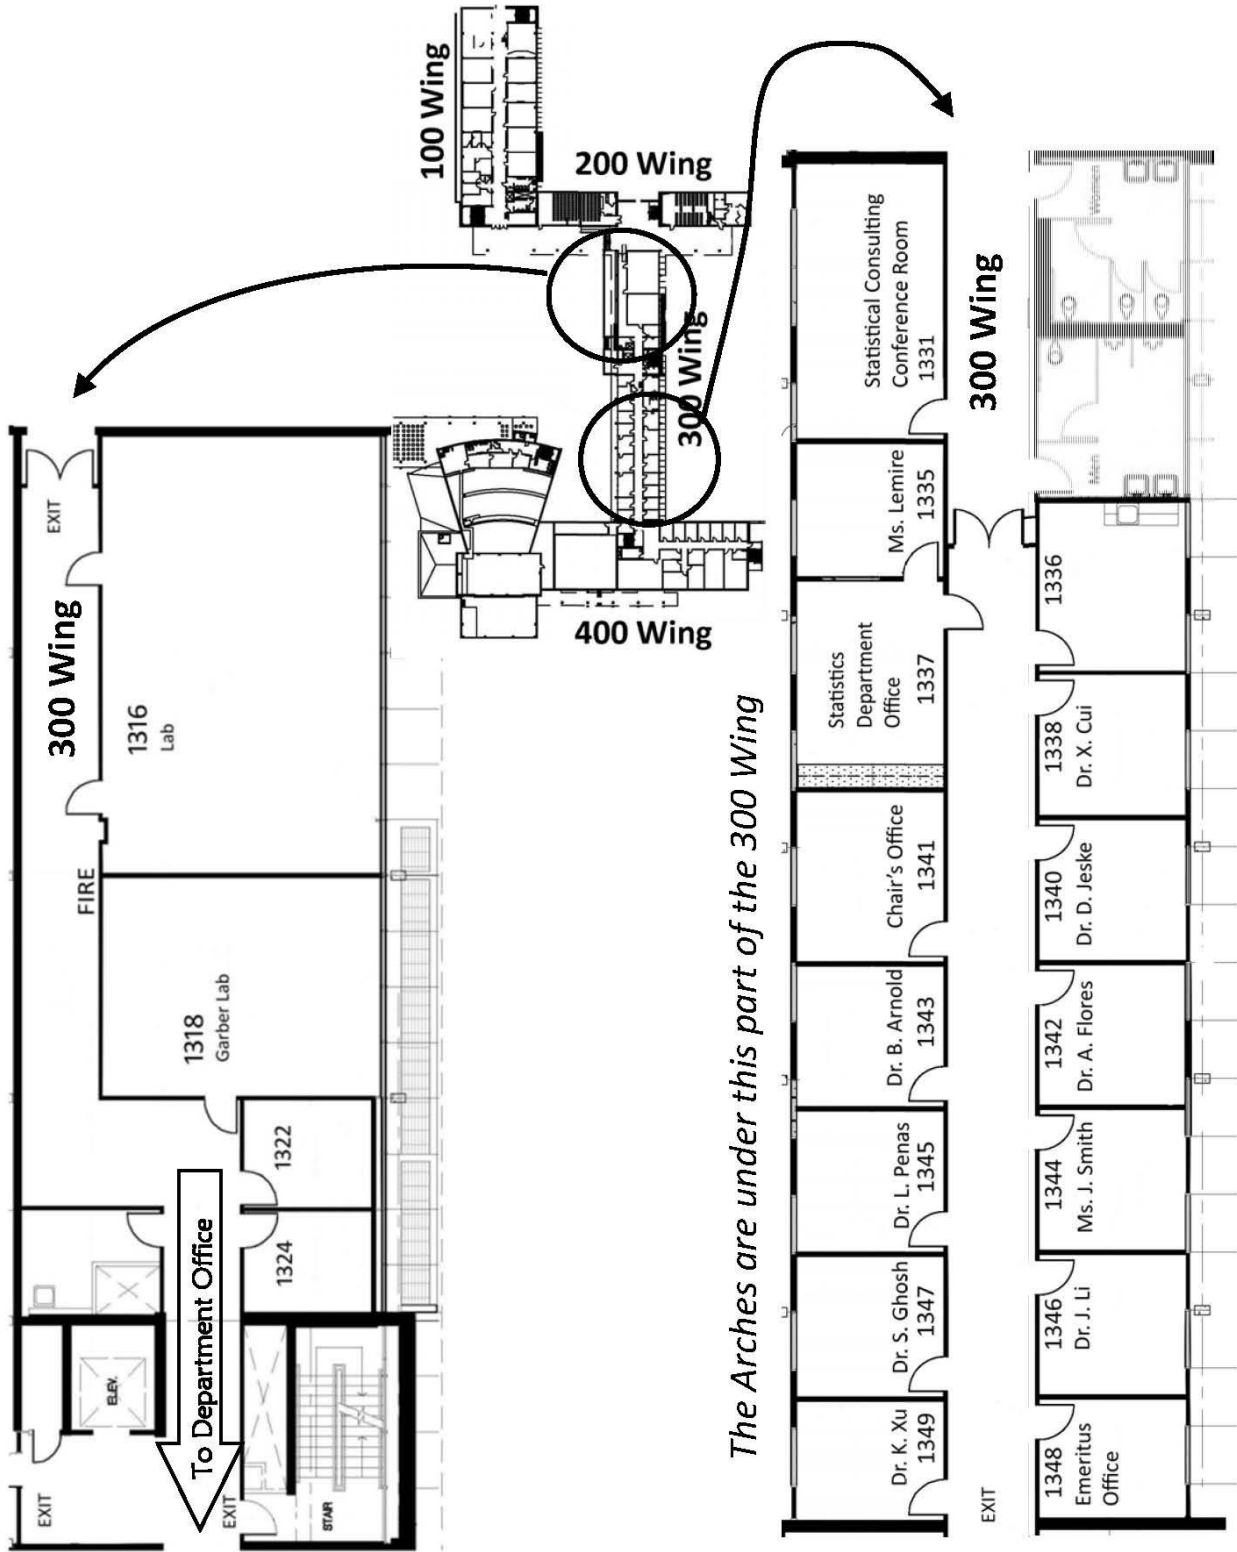 100 Wing
200 Wing
300 Wing
400 Wing
EXIT
300 Wing
1316
Lab
FIRE
1318
Garber Lab
1322
1324
To Department Office
ELEV.
EXIT
EXIT
STAIR
The Arches are under this part of the 300 Wing
300 Wing
Statistical Consulting
Conference Room
1331
Ms. Lemire
1335
Statistics
Department
Office
1337
Chair's Office
1341
Dr. B. Arnold
1343
Dr. L. Penas
1345
Dr. S. Ghosh
1347
Dr. K. Xu
1349
EXIT
Women
Men
1336
1338
Dr. X. Cui
1340
Dr. D. Jeske
1342
Dr. A. Flores
1344
Ms. J. Smith
1346
Dr. J. Li
1348
Emeritus
Office